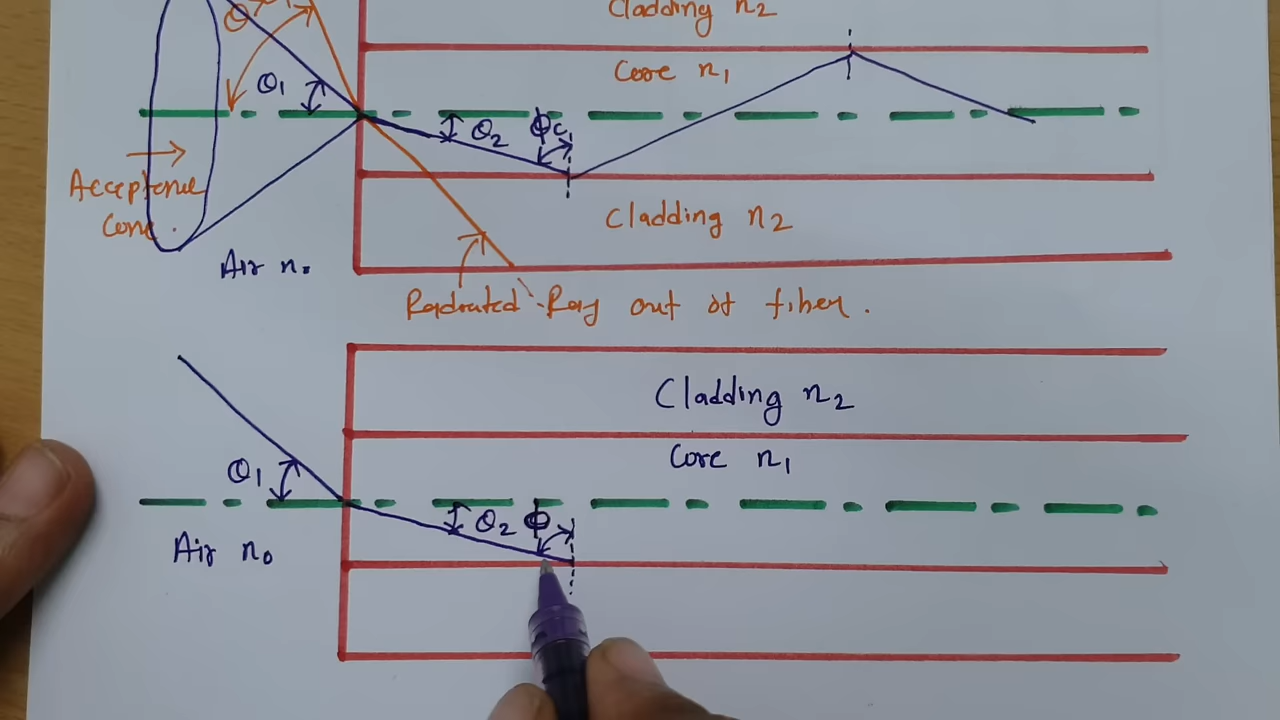 Cladding n2
Core n1
θ1
θ2 ϕc
Acceptance
Cone.
Cladding n2
Air n0
Radiated Ray out of fiber.
Cladding n2
Core n1
θ1
θ2 ϕ
Air n0